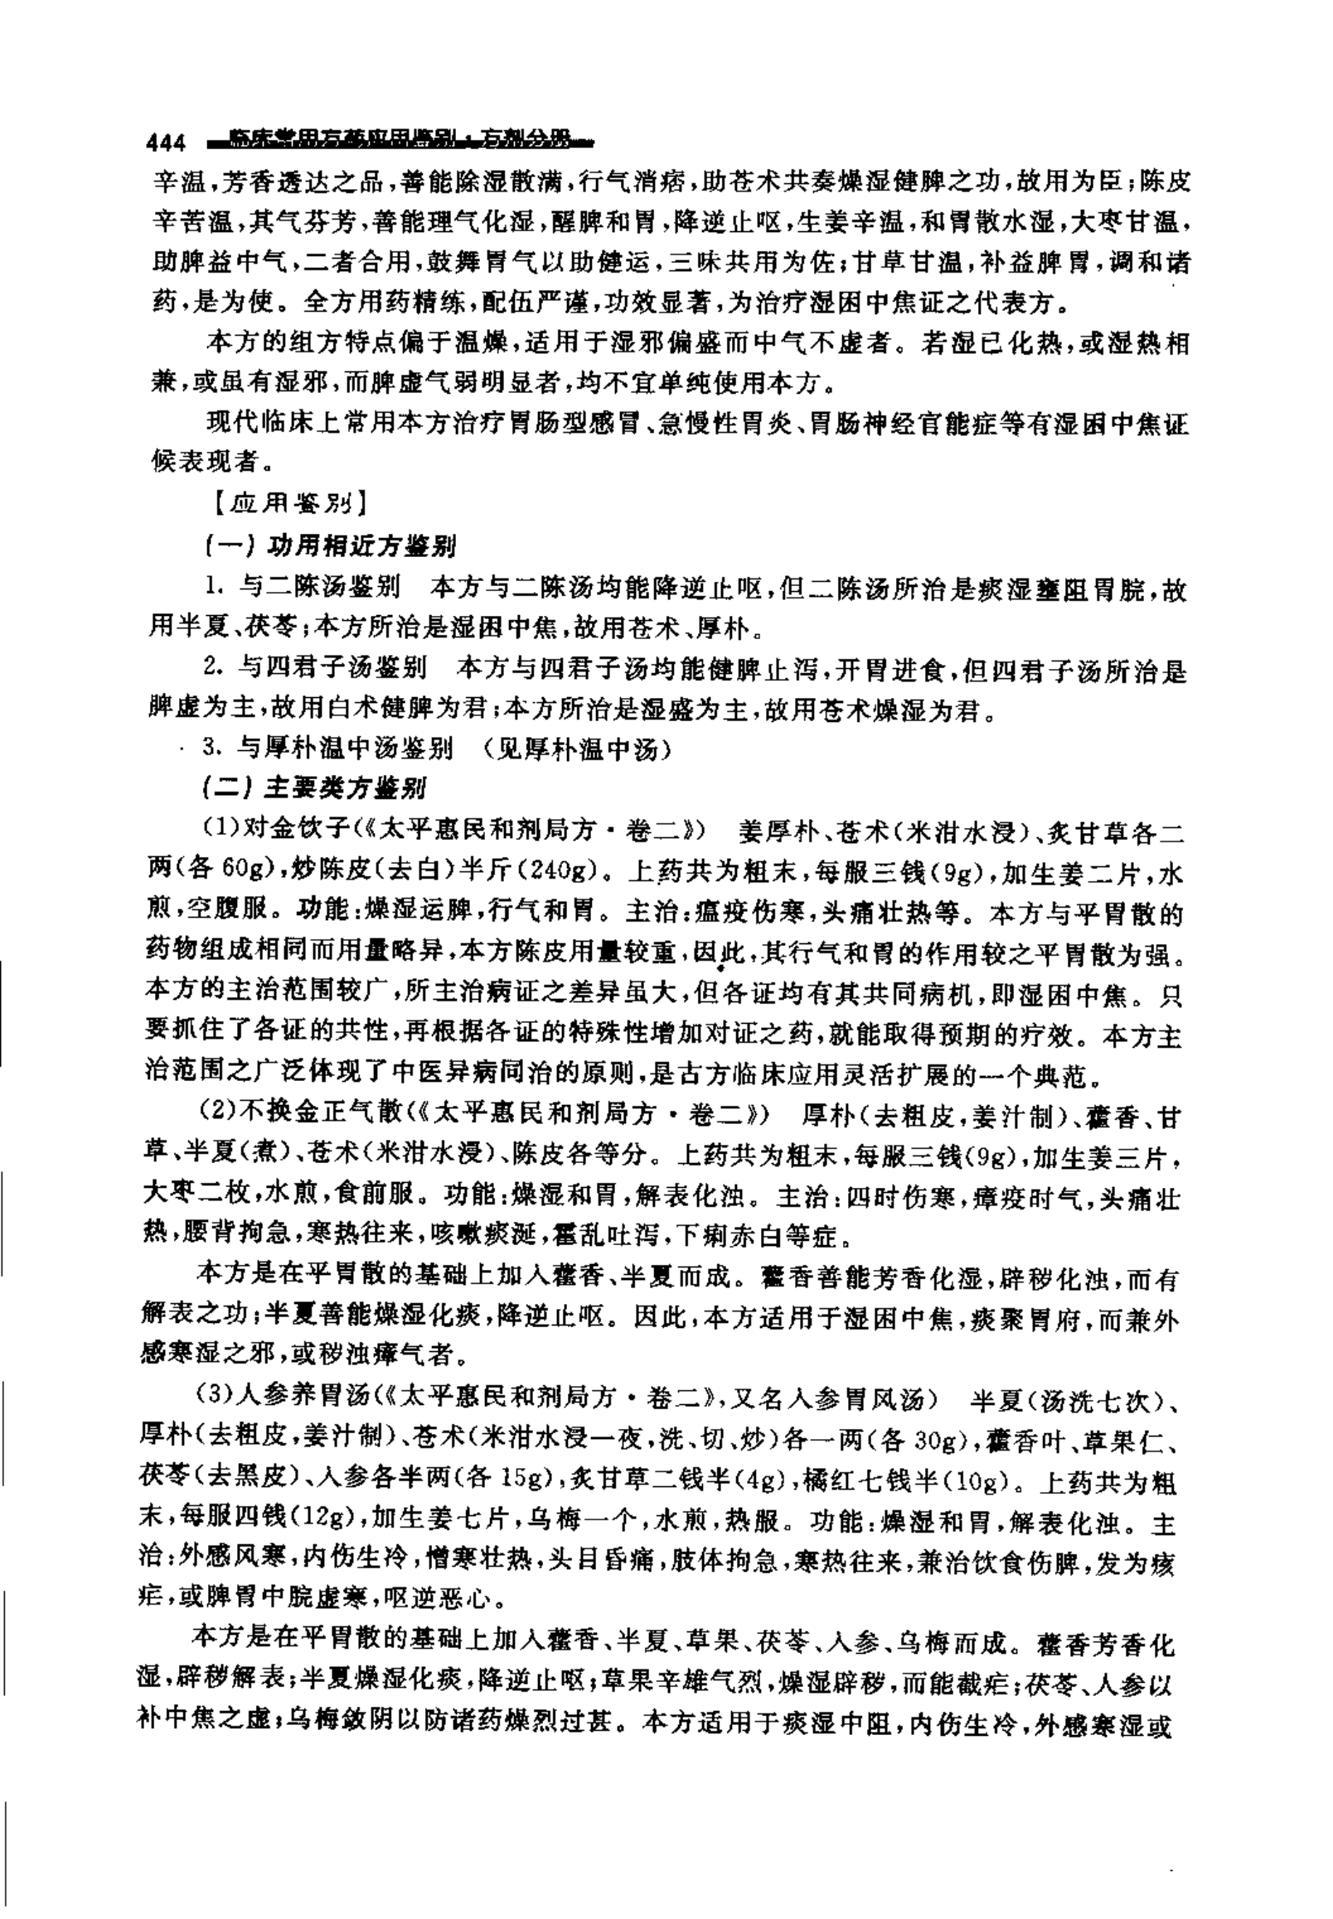 444 临床常用方药应用鉴别·方剂分册
辛温,芳香透达之品,善能除湿散满,行气消痞,助苍术共奏燥湿健脾之功,故用为臣;陈皮
辛苦温,其气芬芳,善能理气化湿,醒脾和胃,降逆止呕,生姜辛温,和胃散水湿,大枣甘温,
助脾益中气,二者合用,鼓舞胃气以助健运,三味共用为佐;甘草甘温,补益脾胃,调和诸
药,是为使。全方用药精练,配伍严谨,功效显著,为治疗湿困中焦证之代表方。
本方的组方特点偏于温燥,适用于湿邪偏盛而中气不虚者。若湿已化热,或湿热相
兼,或虽有湿邪,而脾虚气弱明显者,均不宜单纯使用本方。
现代临床上常用本方治疗胃肠型感冒、急慢性胃炎、胃肠神经官能症等有湿困中焦证
候表现者。
【应用鉴别】
(一)功用相近方鉴别
1. 与二陈汤鉴别 本方与二陈汤均能降逆止呕,但二陈汤所治是痰湿壅阻胃脘,故
用半夏、茯苓;本方所治是湿困中焦,故用苍术、厚朴。
2. 与四君子汤鉴别 本方与四君子汤均能健脾止泻,开胃进食,但四君子汤所治是
脾虚为主,故用白术健脾为君;本方所治是湿盛为主,故用苍术燥湿为君。
3. 与厚朴温中汤鉴别 (见厚朴温中汤)
(二)主要类方鉴别
(1)对金饮子(《太平惠民和剂局方·卷二》) 姜厚朴、苍术(米泔水浸)、炙甘草各二
两(各 60g),炒陈皮(去白)半斤(240g)。上药共为粗末,每服三钱(9g),加生姜二片,水
煎,空腹服。功能:燥湿运脾,行气和胃。主治:瘟疫伤寒,头痛壮热等。本方与平胃散的
药物组成相同而用量略异,本方陈皮用量较重,因此,其行气和胃的作用较之平胃散为强。
本方的主治范围较广,所主治病证之差异虽大,但各证均有其共同病机,即湿困中焦。只
要抓住了各证的共性,再根据各证的特殊性增加对证之药,就能取得预期的疗效。本方主
治范围之广泛体现了中医异病同治的原则,是古方临床应用灵活扩展的一个典范。
(2)不换金正气散(《太平惠民和剂局方·卷二》) 厚朴(去粗皮,姜汁制)、藿香、甘
草、半夏(煮)、苍术(米泔水浸)、陈皮各等分。上药共为粗末,每服三钱(9g),加生姜三片,
大枣二枚,水煎,食前服。功能:燥湿和胃,解表化浊。主治:四时伤寒,瘴疫时气,头痛壮
热,腰背拘急,寒热往来,咳嗽痰涎,霍乱吐泻,下痢赤白等症。
本方是在平胃散的基础上加入藿香、半夏而成。藿香善能芳香化湿,辟秽化浊,而有
解表之功;半夏善能燥湿化痰,降逆止呕。因此,本方适用于湿困中焦,痰聚胃府,而兼外
感寒湿之邪,或秽浊瘴气者。
(3)人参养胃汤(《太平惠民和剂局方·卷二》,又名人参胃风汤) 半夏(汤洗七次)、
厚朴(去粗皮,姜汁制)、苍术(米泔水浸一夜,洗、切、炒)各一两(各 30g),藿香叶、草果仁、
茯苓(去黑皮)、人参各半两(各 15g),炙甘草二钱半(4g),橘红七钱半(10g)。上药共为粗
末,每服四钱(12g),加生姜七片,乌梅一个,水煎,热服。功能:燥湿和胃,解表化浊。主
治:外感风寒,内伤生冷,憎寒壮热,头目昏痛,肢体拘急,寒热往来,兼治饮食伤脾,发为痎
疟,或脾胃中脘虚寒,呕逆恶心。
本方是在平胃散的基础上加入藿香、半夏、草果、茯苓、人参、乌梅而成。藿香芳香化
湿,辟秽解表;半夏燥湿化痰,降逆止呕;草果辛雄气烈,燥湿辟秽,而能截疟;茯苓、人参以
补中焦之虚;乌梅敛阴以防诸药燥烈过甚。本方适用于痰湿中阻,内伤生冷,外感寒湿或